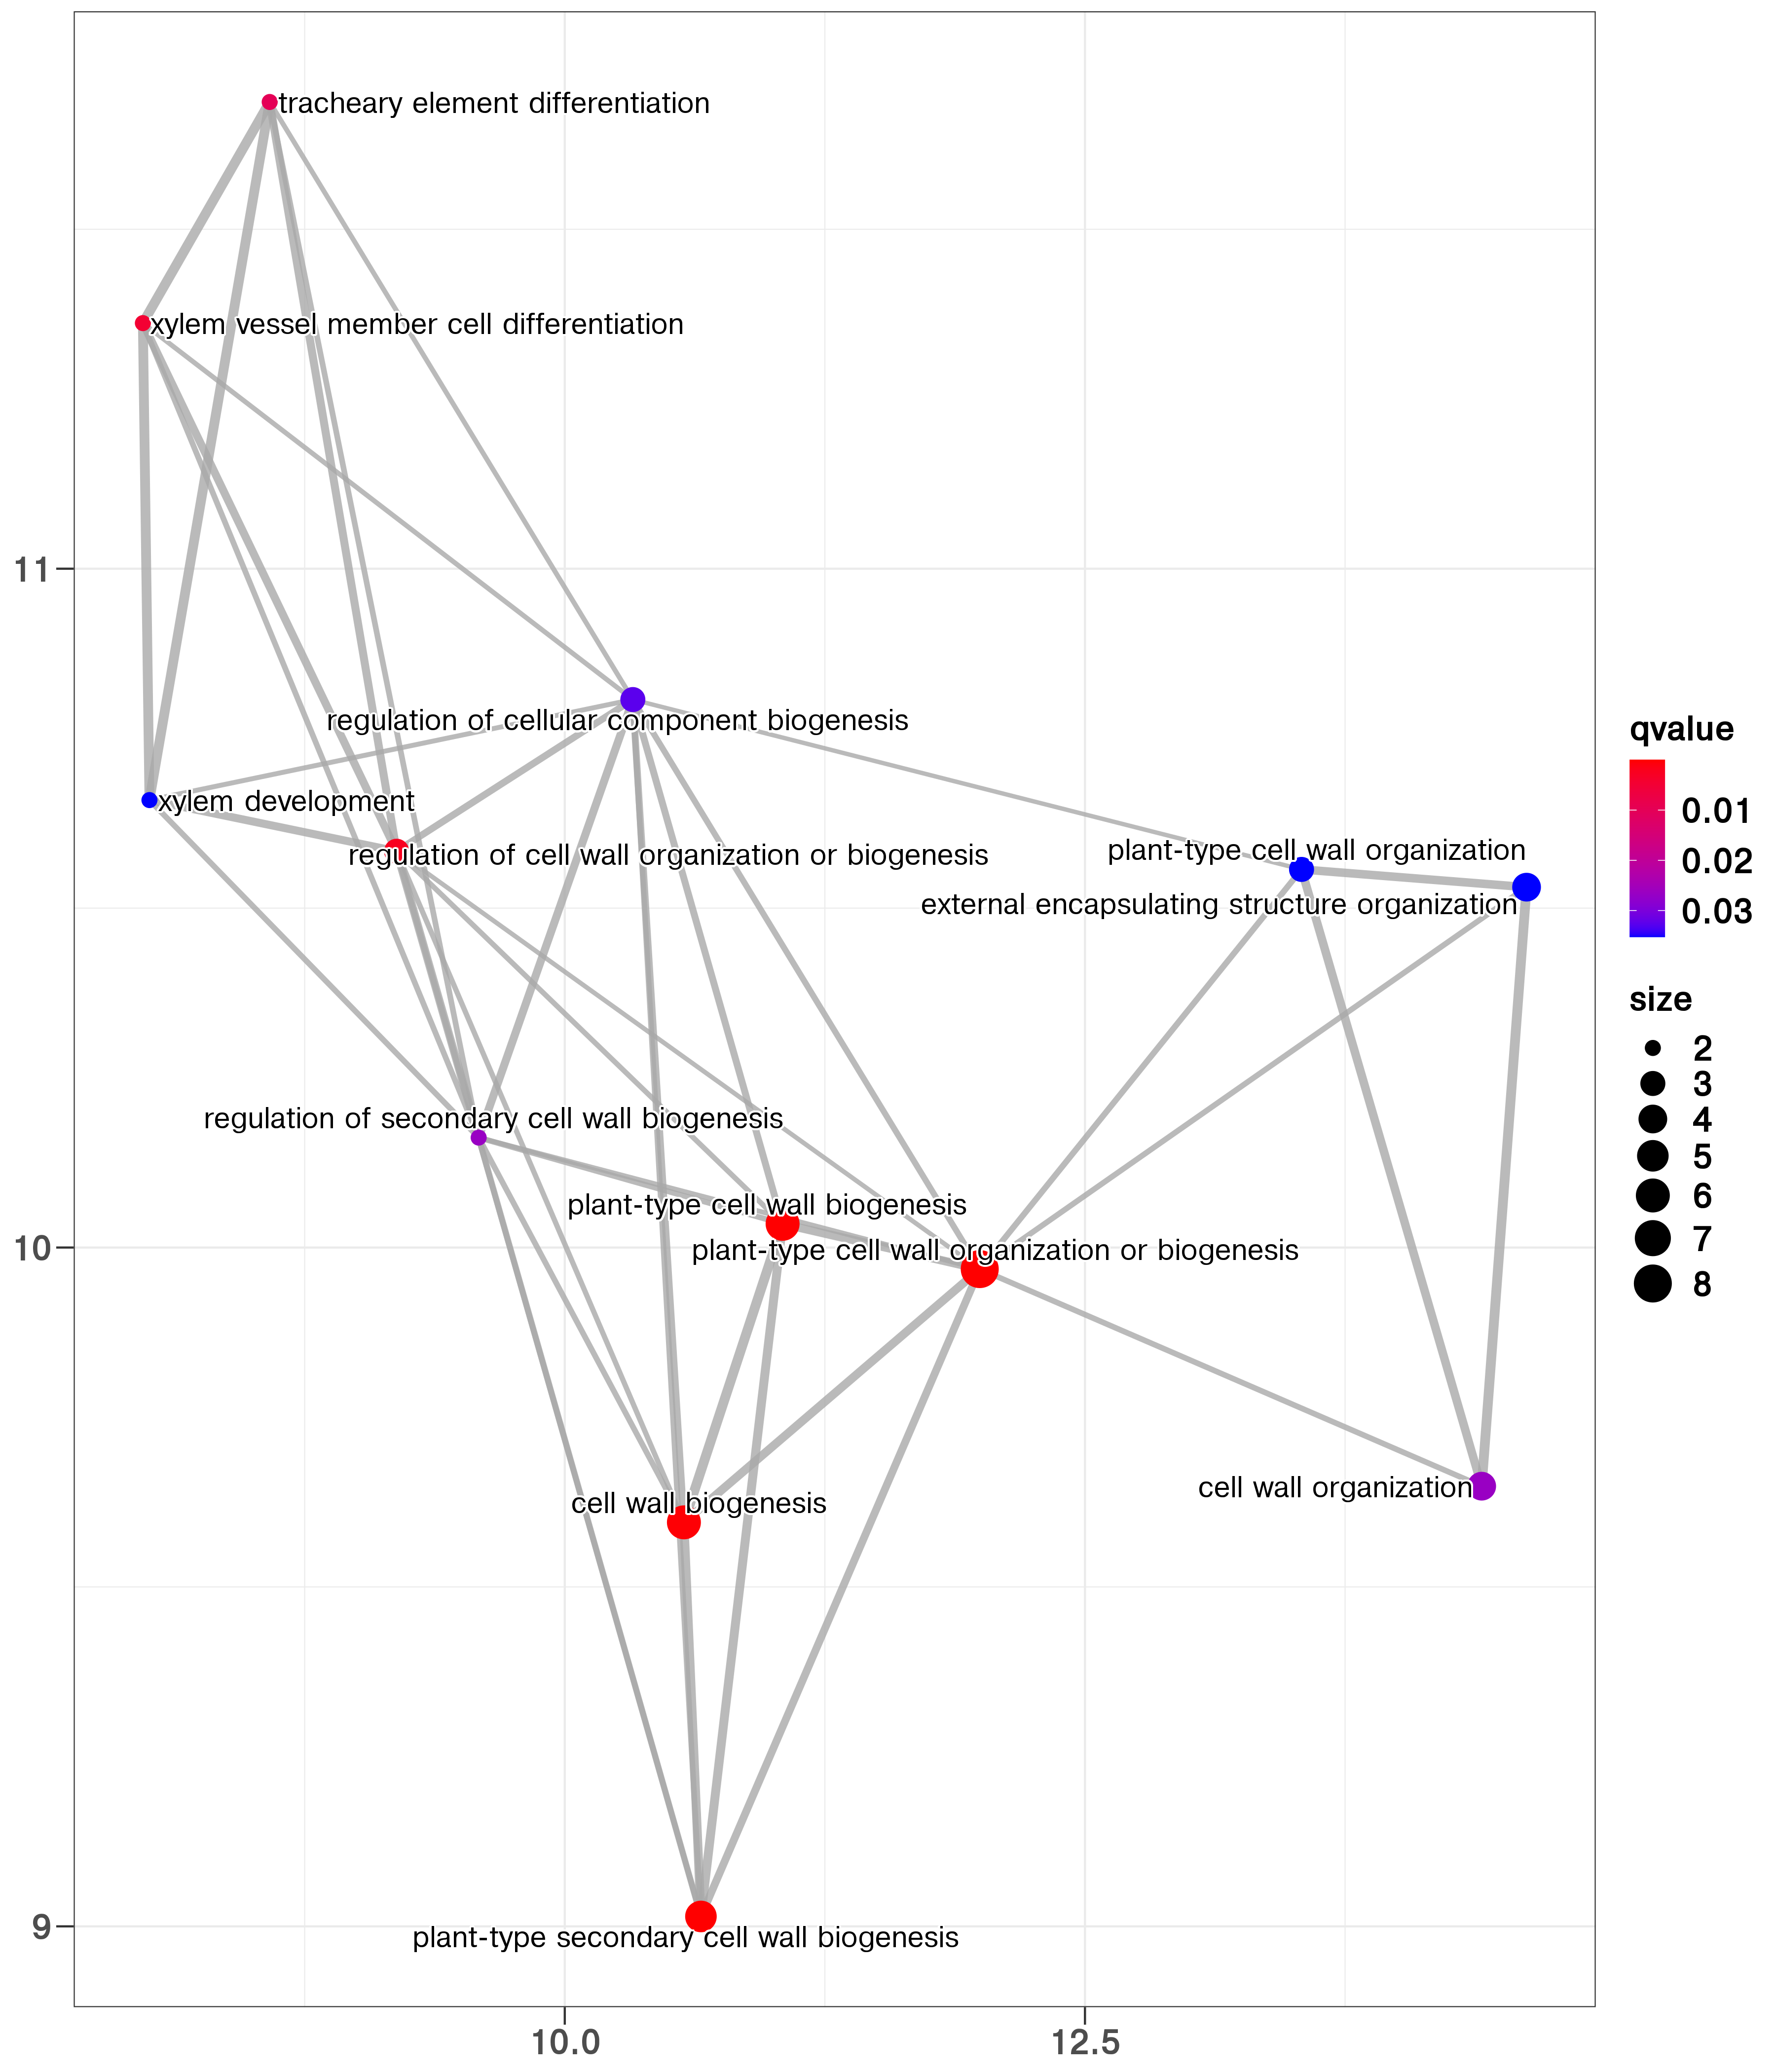 tracheary element differentiation
xylem vessel member cell differentiation
11
regulation of cellular component biogenesis
xylem development
regulation of cell wall organization or biogenesis
plant-type cell wall organization
external encapsulating structure organization
regulation of secondary cell wall biogenesis
plant-type cell wall biogenesis
10
plant-type cell wall organization or biogenesis
cell wall organization
cell wall biogenesis
9
plant-type secondary cell wall biogenesis
10.0
12.5
qvalue
0.01
0.02
0.03
size
2
3
4
5
6
7
8